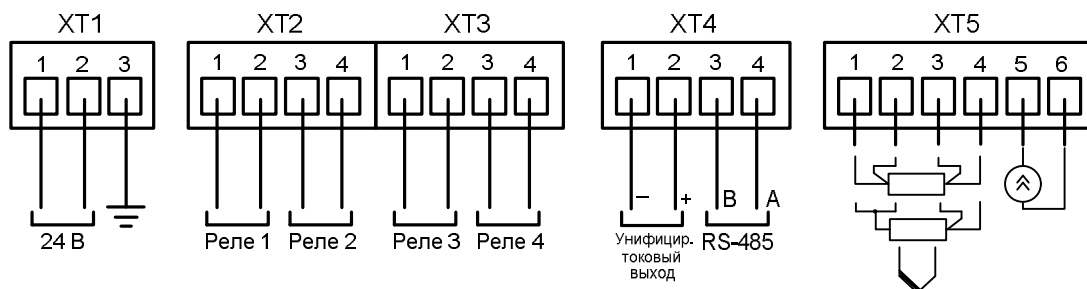 XT1 XT2 XT3 XT4 XT5
1 2 3 1 2 3 4 1 2 3 4 1 2 3 4 1 2 3 4 5 6
– + B A
24 В Реле 1 Реле 2 Реле 3 Реле 4 Унифицир. RS-485
токовый
выход